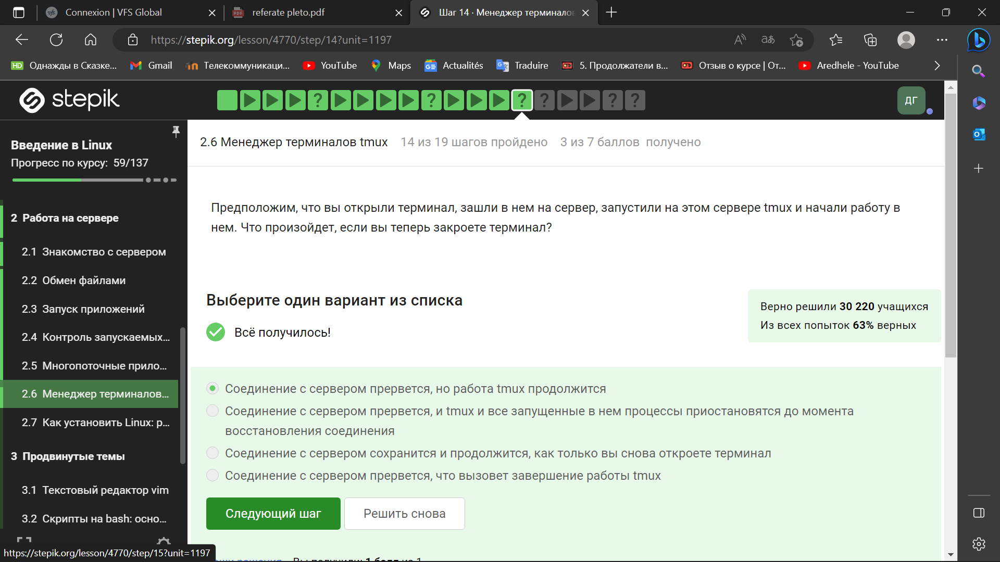 Connexion | VFS Global
referate pleto.pdf
Шаг 14 · Менеджер терминалов
https://stepik.org/lesson/4770/step/14?unit=1197
Однажды в Сказке...
Gmail
Телекоммуникаци...
YouTube
Maps
Actualités
Traduire
5. Продолжатели в...
Отзыв о курсе | От...
Aredhele - YouTube
stepik
ДГ
Введение в Linux
Прогресс по курсу: 59/137
2 Работа на сервере
2.1 Знакомство с сервером
2.2 Обмен файлами
2.3 Запуск приложений
2.4 Контроль запускаемых...
2.5 Многопоточные прило...
2.6 Менеджер терминалов...
2.7 Как установить Linux: р...
3 Продвинутые темы
3.1 Текстовый редактор vim
3.2 Скрипты на bash: осно...
https://stepik.org/lesson/4770/step/15?unit=1197
2.6 Менеджер терминалов tmux 14 из 19 шагов пройдено 3 из 7 баллов получено
Предположим, что вы открыли терминал, зашли в нем на сервер, запустили на этом сервере tmux и начали работу в
нем. Что произойдет, если вы теперь закроете терминал?
Выберите один вариант из списка
Всё получилось!
Верно решили 30 220 учащихся
Из всех попыток 63% верных
Соединение с сервером прервется, но работа tmux продолжится
Соединение с сервером прервется, и tmux и все запущенные в нем процессы приостановятся до момента
восстановления соединения
Соединение с сервером сохранится и продолжится, как только вы снова откроете терминал
Соединение с сервером прервется, что вызовет завершение работы tmux
Следующий шаг
Решить снова
решения Вы получили: 1 балл из 1